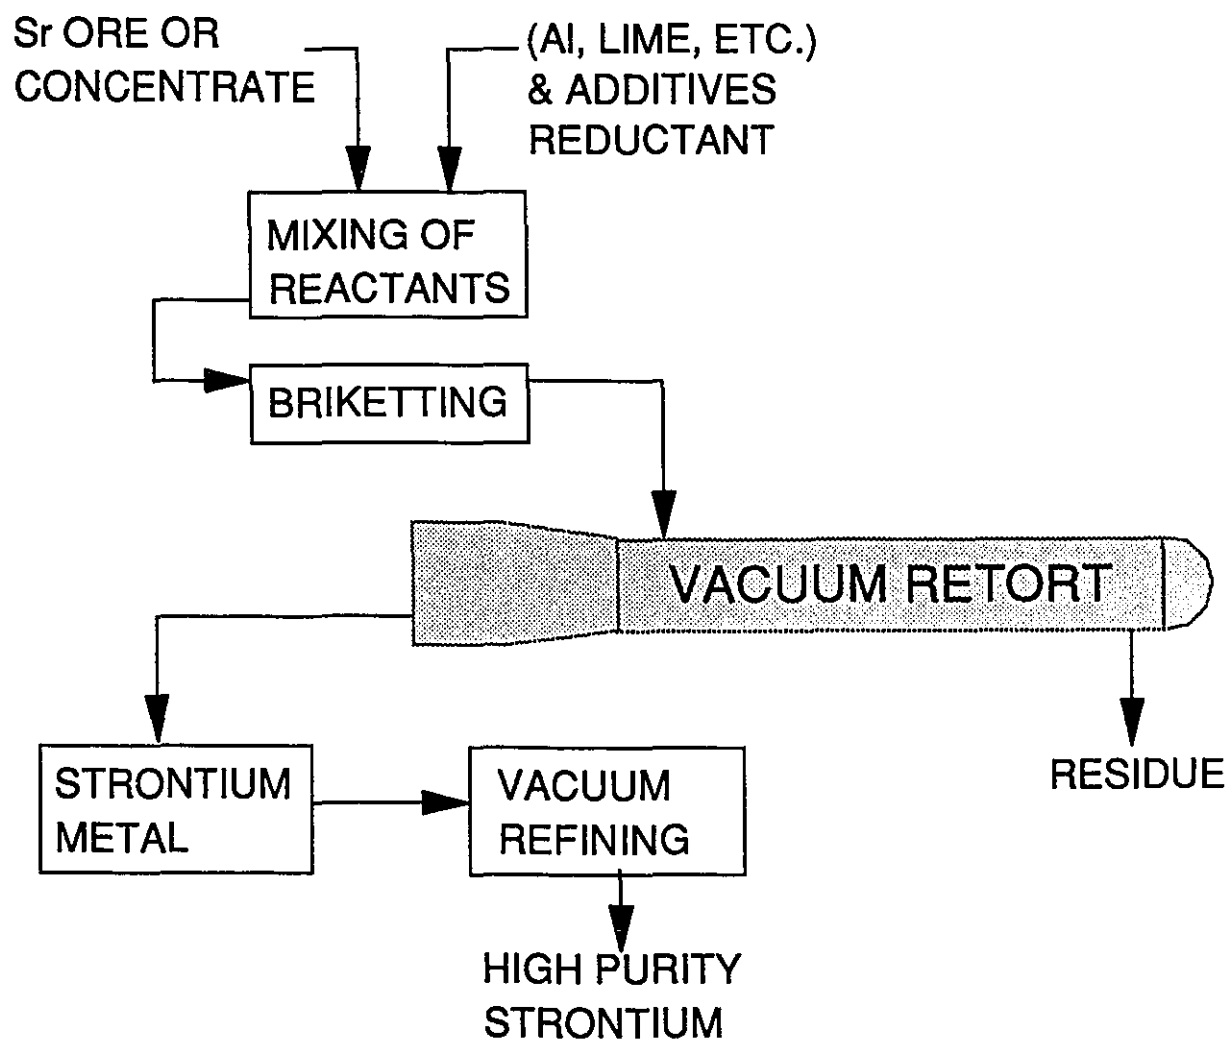 Sr ORE OR
CONCENTRATE
(Al, LIME, ETC.)
& ADDITIVES
REDUCTANT
MIXING OF
REACTANTS
BRIKETTING
VACUUM RETORT
STRONTIUM
METAL
VACUUM
REFINING
RESIDUE
HIGH PURITY
STRONTIUM